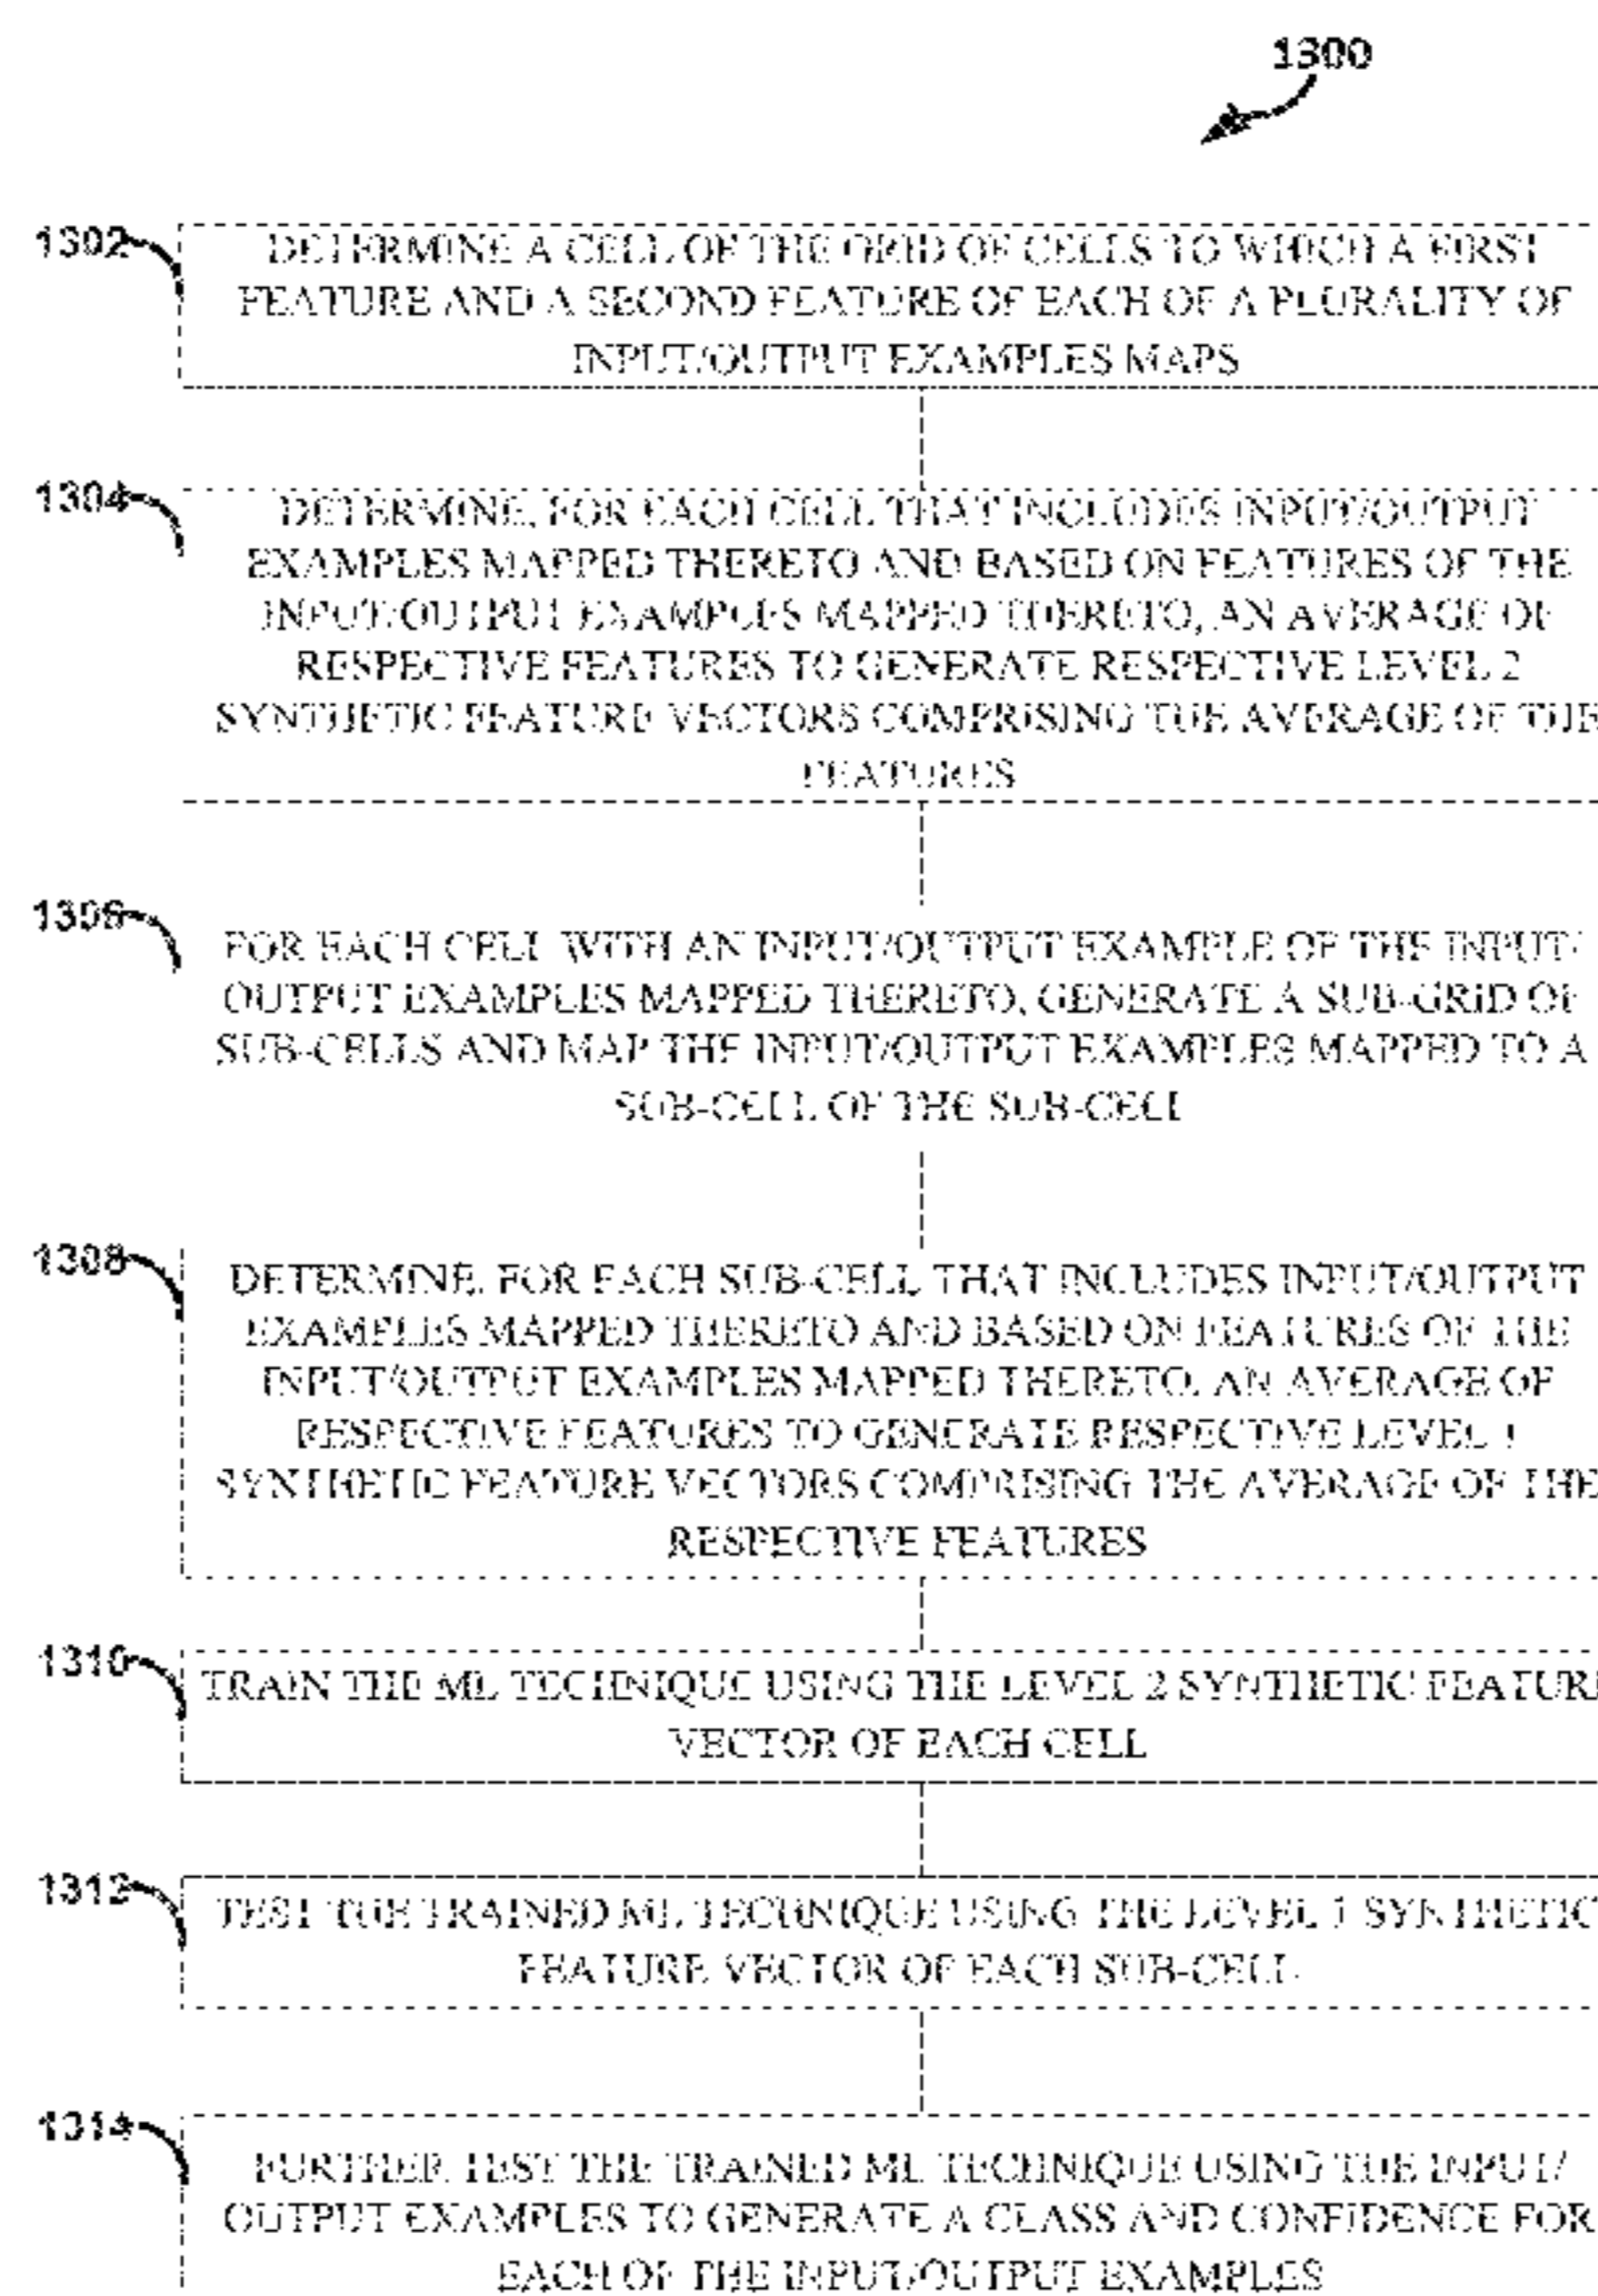 1300
1302
DETERMINE A CELL OF THE GRID OF CELLS TO WHICH A FIRST
FEATURE AND A SECOND FEATURE OF EACH OF A PLURALITY OF
INPUT/OUTPUT EXAMPLES MAPS
1304
DETERMINE, FOR EACH CELL THAT INCLUDES INPUT/OUTPUT
EXAMPLES MAPPED THERETO AND BASED ON FEATURES OF THE
INPUT/OUTPUT EXAMPLES MAPPED THERETO, AN AVERAGE OF
RESPECTIVE FEATURES TO GENERATE RESPECTIVE LEVEL 2
SYNTHETIC FEATURE VECTORS COMPRISING THE AVERAGE OF THE
FEATURES
1306
FOR EACH CELL WITH AN INPUT/OUTPUT EXAMPLE OF THE INPUT/
OUTPUT EXAMPLES MAPPED THERETO, GENERATE A SUB-GRID OF
SUB-CELLS AND MAP THE INPUT/OUTPUT EXAMPLES MAPPED TO A
SUB-CELL OF THE SUB-CELL
1308
DETERMINE, FOR EACH SUB-CELL THAT INCLUDES INPUT/OUTPUT
EXAMPLES MAPPED THERETO AND BASED ON FEATURES OF THE
INPUT/OUTPUT EXAMPLES MAPPED THERETO, AN AVERAGE OF
RESPECTIVE FEATURES TO GENERATE RESPECTIVE LEVEL 1
SYNTHETIC FEATURE VECTORS COMPRISING THE AVERAGE OF THE
RESPECTIVE FEATURES
1310
TRAIN THE ML TECHNIQUE USING THE LEVEL 2 SYNTHETIC FEATURE
VECTOR OF EACH CELL
1312
TEST THE TRAINED ML TECHNIQUE USING THE LEVEL 1 SYNTHETIC
FEATURE VECTOR OF EACH SUB-CELL
1314
FURTHER TEST THE TRAINED ML TECHNIQUE USING THE INPUT/
OUTPUT EXAMPLES TO GENERATE A CLASS AND CONFIDENCE FOR
EACH OF THE INPUT/OUTPUT EXAMPLES